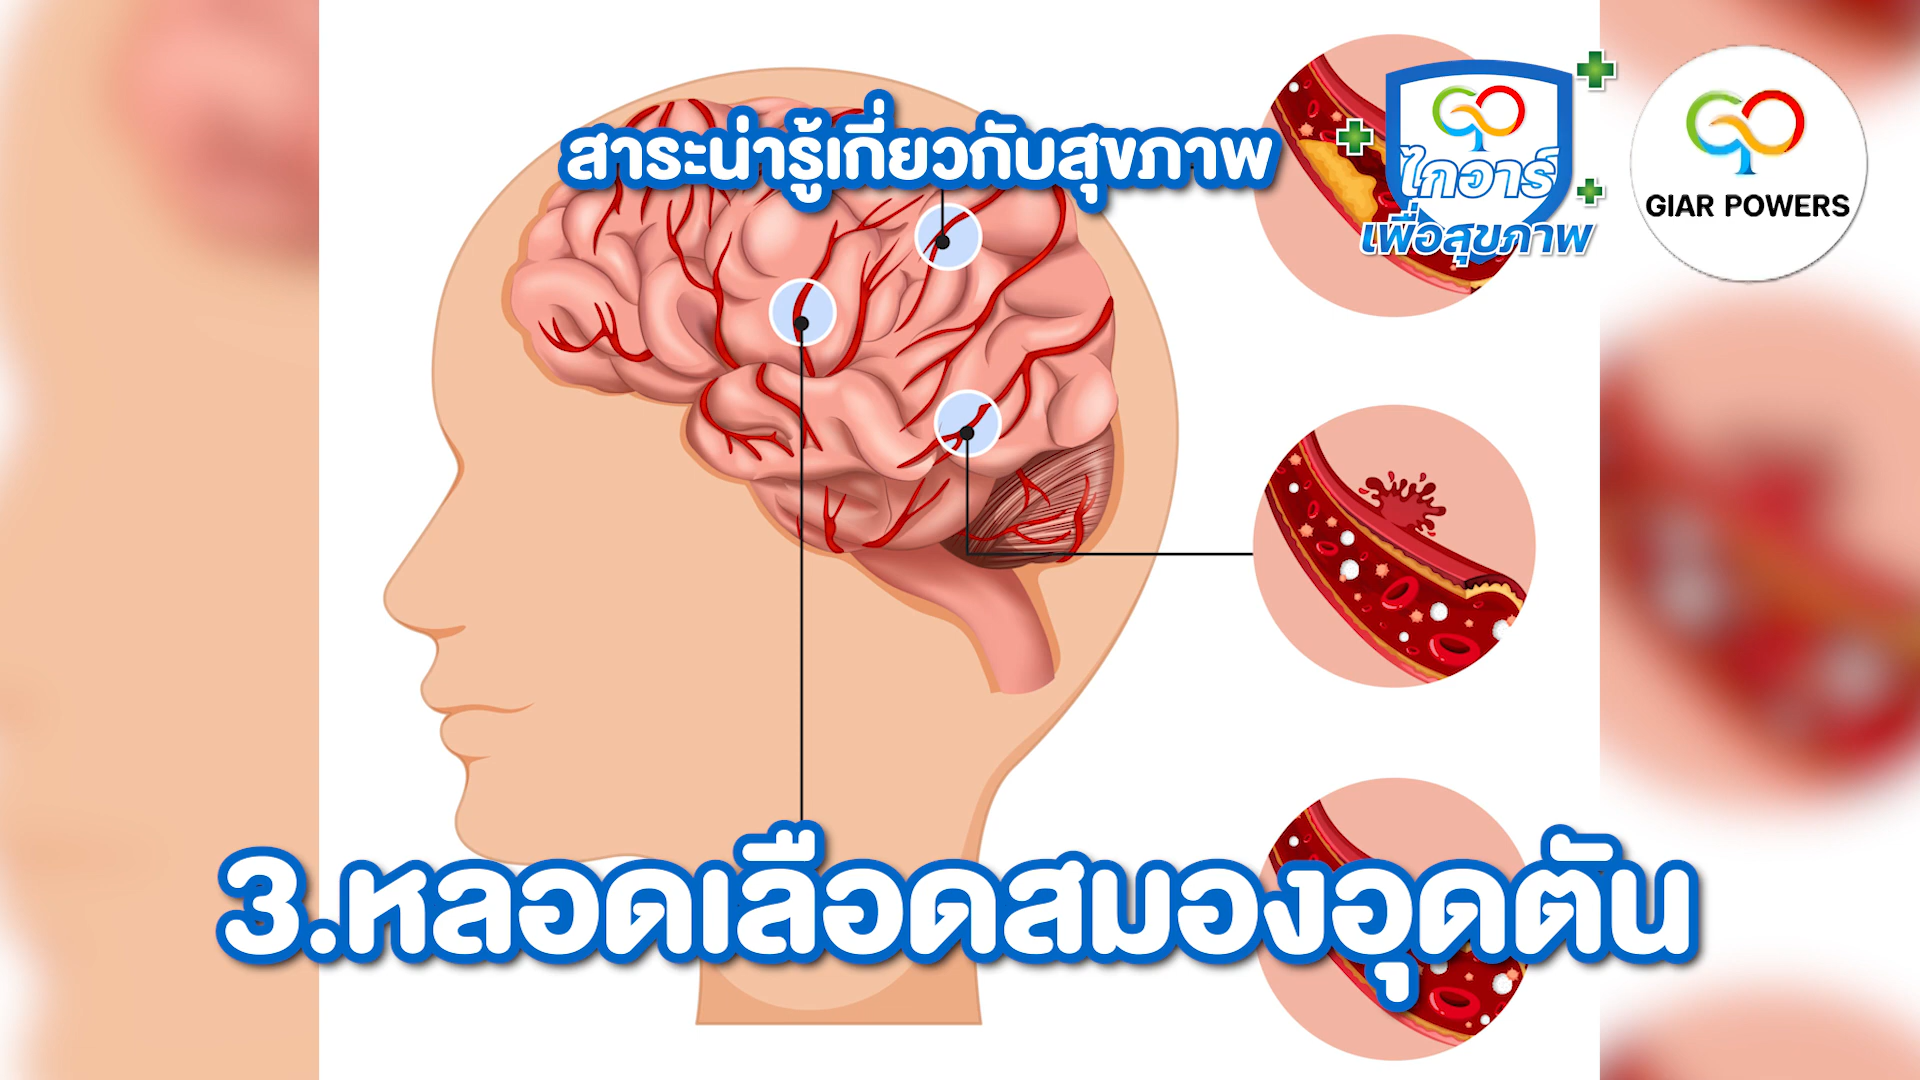 สาระน่ารู้เกี่ยวกับสุขภาพ
ไกอาร์
เพื่อสุขภาพ
GIAR POWERS
3.หลอดเลือดสมองอุดตัน